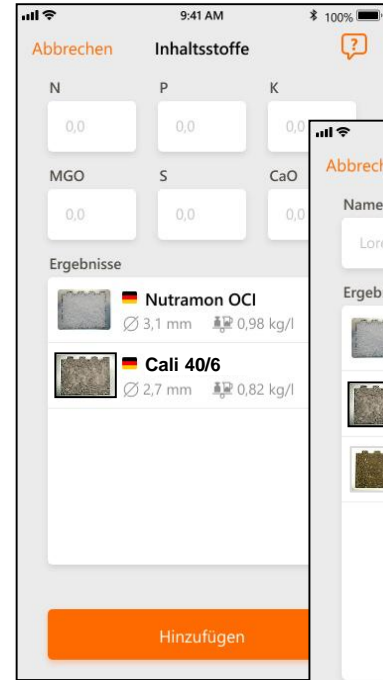 9:41 AM 100%
Abbrechen Inhaltsstoffe ?
N P K
0,0 0,0 0,0
MGO S CaO
0,0 0,0 0,0
Ergebnisse
Nutramon OCI
3,1 mm 0,98 kg/l
Cali 40/6
2,7 mm 0,82 kg/l
Hinzufügen
Abbrech
Name
Lore
Ergeb